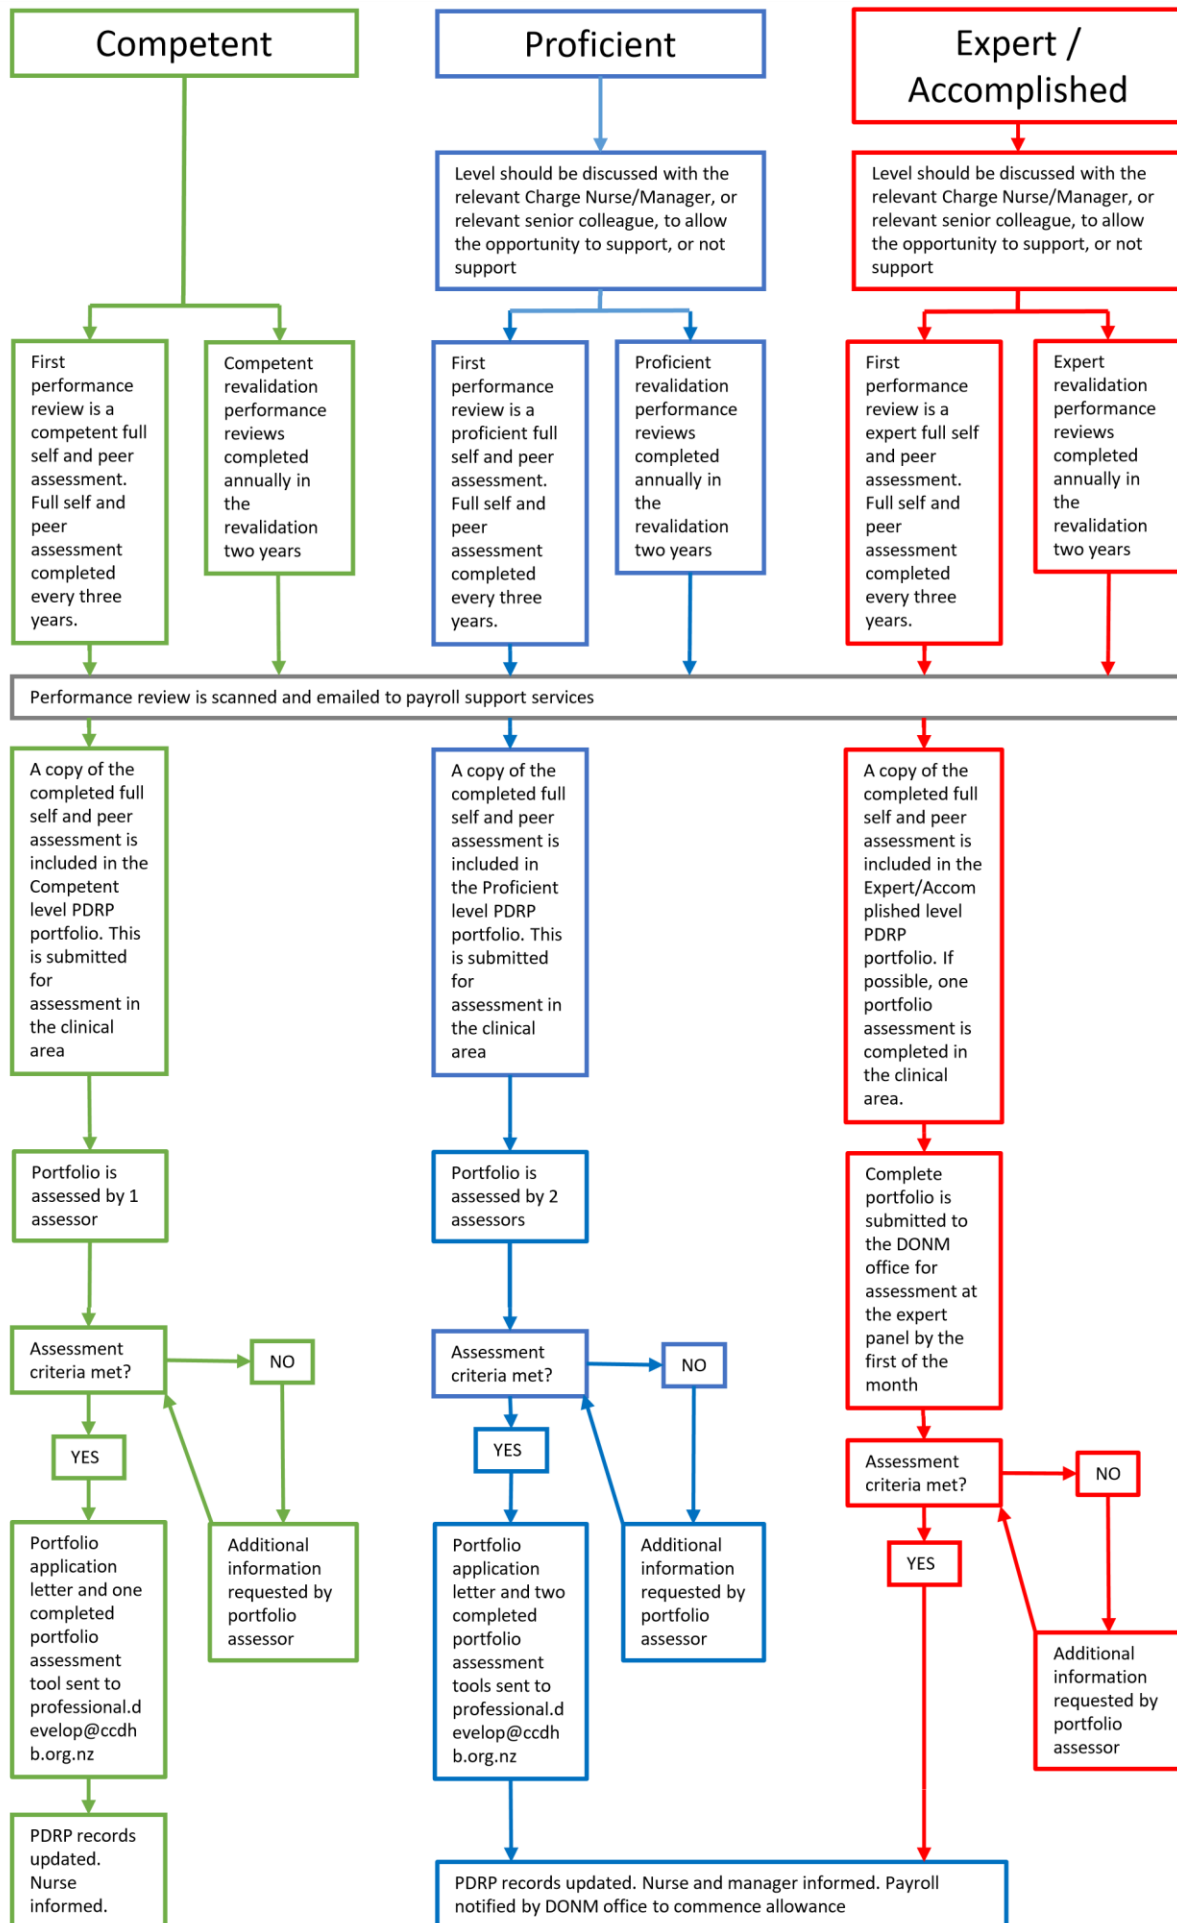 Competent
Proficient
Expert /
Accomplished
Level should be discussed with the
relevant Charge Nurse/Manager, or
relevant senior colleague, to allow
the opportunity to support, or not
support
Level should be discussed with the
relevant Charge Nurse/Manager, or
relevant senior colleague, to allow
the opportunity to support, or not
support
First
performance
review is a
competent full
self and peer
assessment.
Full self and
peer
assessment
completed
every three
years.
Competent
revalidation
performance
reviews
completed
annually in
the
revalidation
two years
First
performance
review is a
proficient full
self and peer
assessment.
Full self and
peer
assessment
completed
every three
years.
Proficient
revalidation
performance
reviews
completed
annually in
the
revalidation
two years
First
performance
review is a
expert full self
and peer
assessment.
Full self and
peer
assessment
completed
every three
years.
Expert
revalidation
performance
reviews
completed
annually in
the
revalidation
two years
Performance review is scanned and emailed to payroll support services
A copy of the
completed full
self and peer
assessment is
included in the
Competent
level PDRP
portfolio. This
is submitted
for
assessment in
the clinical
area
A copy of the
completed full
self and peer
assessment is
included in
the Proficient
level PDRP
portfolio. This
is submitted
for
assessment in
the clinical
area
A copy of the
completed full
self and peer
assessment is
included in the
Expert/Accom
plished level
PDRP
portfolio. If
possible, one
portfolio
assessment is
completed in
the clinical
area.
Portfolio is
assessed by 1
assessor
Portfolio is
assessed by 2
assessors
Complete
portfolio is
submitted to
the DONM
office for
assessment at
the expert
panel by the
first of the
month
Assessment
criteria met?
NO
Assessment
criteria met?
NO
Assessment
criteria met?
NO
YES
YES
YES
Portfolio
application
letter and one
completed
portfolio
assessment
tool sent to
professional.d
evelop@ccdh
b.org.nz
Additional
information
requested by
portfolio
assessor
Portfolio
application
letter and two
completed
portfolio
assessment
tools sent to
professional.d
evelop@ccdh
b.org.nz
Additional
information
requested by
portfolio
assessor
Additional
information
requested by
portfolio
assessor
PDRP records
updated.
Nurse
informed.
PDRP records updated. Nurse and manager informed. Payroll
notified by DONM office to commence allowance